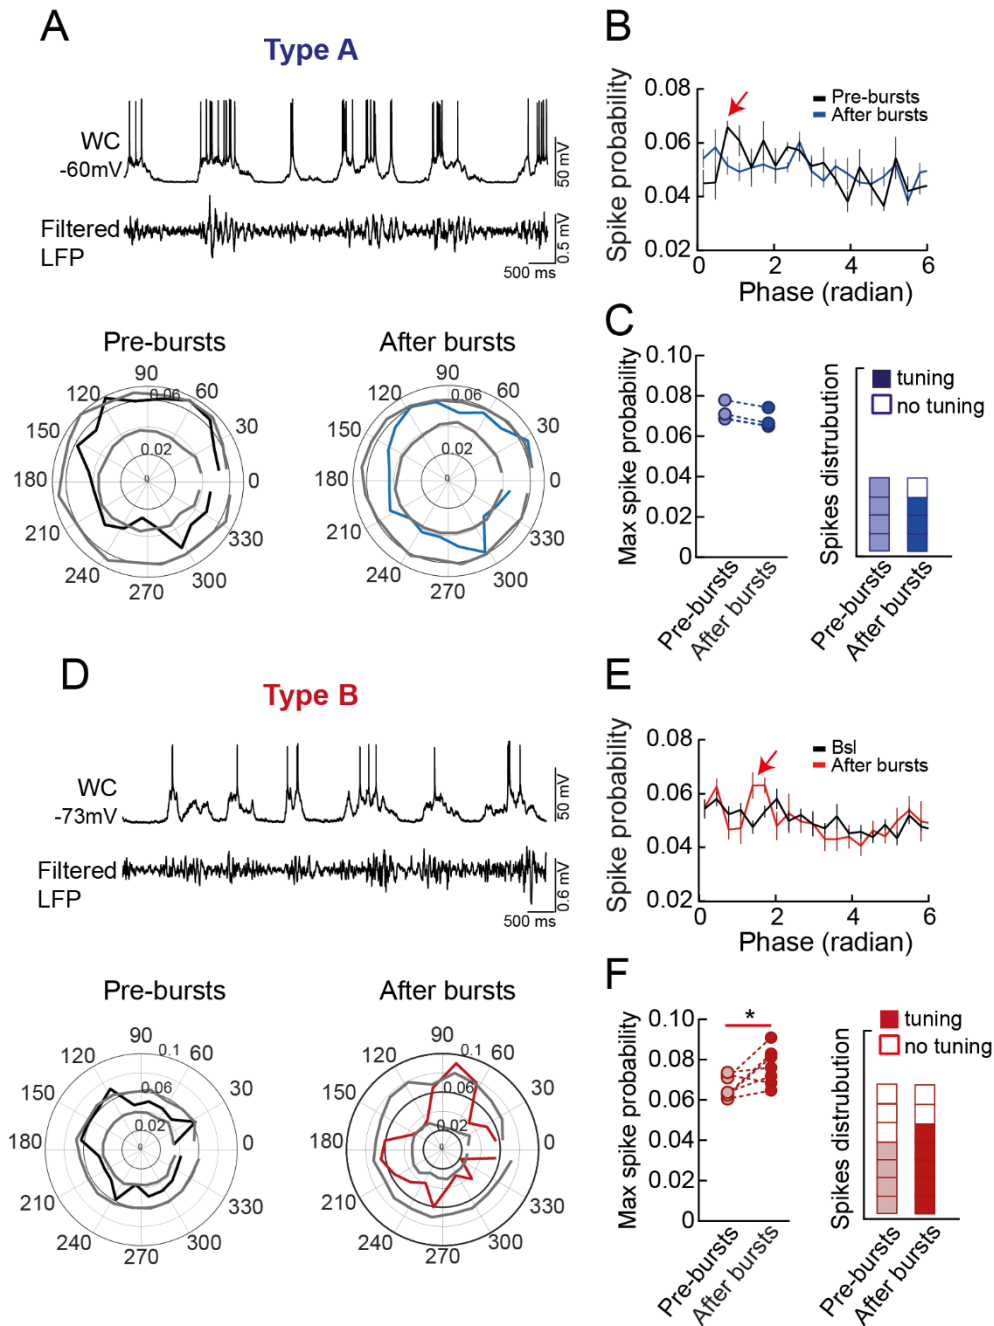 A
Type A
WC
-60mV
50 mV
Filtered
LFP
0.5 mV
500 ms
Pre-bursts
90
120
60
0.06
150
30
0.02
180
0
0
210
330
240
300
270
After bursts
90
120
60
0.06
150
30
0.02
180
0
0
210
330
240
300
270
B
Spike probability
0.08
0.06
0.04
0.02
Pre-bursts
After bursts
0
2
4
6
Phase (radian)
C
Max spike probability
0.10
0.08
0.06
0.04
0.02
0
Pre-bursts
After bursts
Spikes distrubution
tuning
no tuning
Pre-bursts
After bursts
D
Type B
WC
-73mV
50 mV
Filtered
LFP
0.6 mV
500 ms
Pre-bursts
90
120
0.1
60
150
0.06
30
0.02
180
0
0
210
330
240
300
270
After bursts
90
120
0.1
60
150
0.06
30
0.02
180
0
0
210
330
240
300
270
E
Spike probability
0.08
0.06
0.04
0.02
Bsl
After bursts
0
2
4
6
Phase (radian)
F
Max spike probability
0.10
0.08
0.06
0.04
0.02
0
*
Pre-bursts
After bursts
Spikes distrubution
tuning
no tuning
Pre-bursts
After bursts